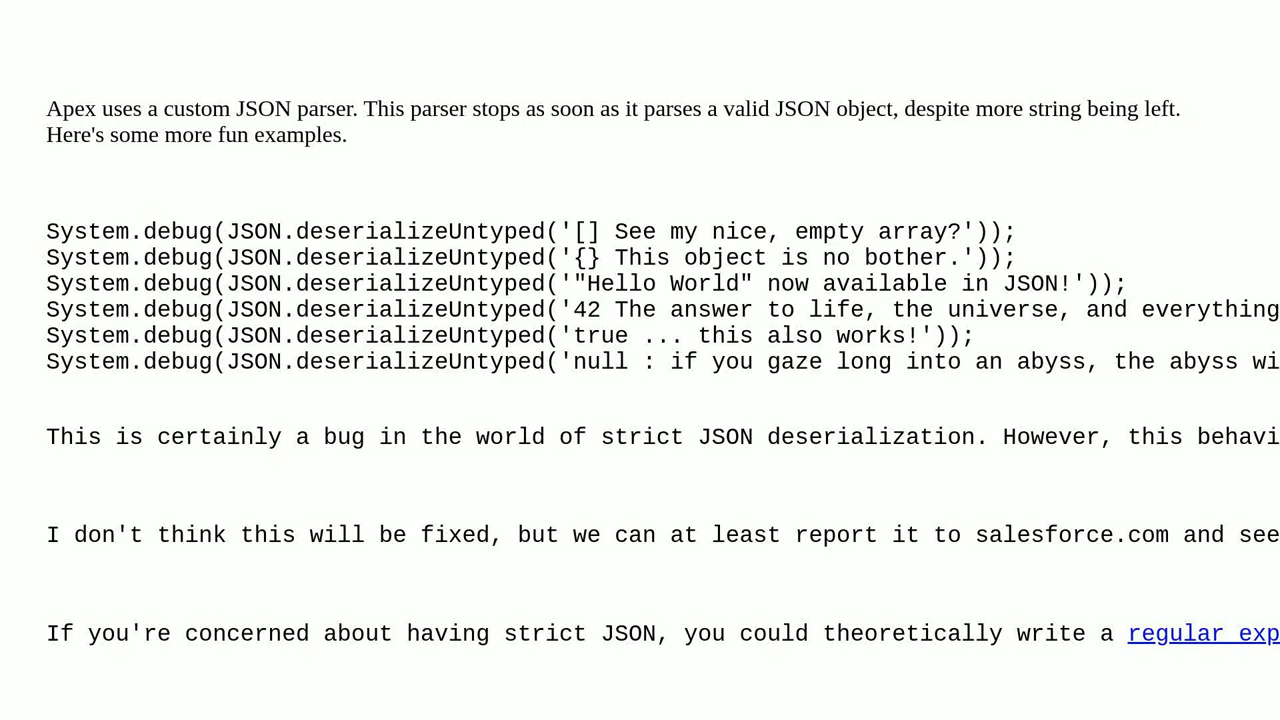 Apex uses a custom JSON parser. This parser stops as soon as it parses a valid JSON object, despite more string being left.
Here's some more fun examples.
System.debug(JSON.deserializeUntyped('[] See my nice, empty array?'));
System.debug(JSON.deserializeUntyped('{} This object is no bother.'));
System.debug(JSON.deserializeUntyped('"Hello World" now available in JSON!'));
System.debug(JSON.deserializeUntyped('42 The answer to life, the universe, and everything
System.debug(JSON.deserializeUntyped('true ... this also works!'));
System.debug(JSON.deserializeUntyped('null : if you gaze long into an abyss, the abyss wi
This is certainly a bug in the world of strict JSON deserialization. However, this behavi
I don't think this will be fixed, but we can at least report it to salesforce.com and see
If you're concerned about having strict JSON, you could theoretically write a regular exp